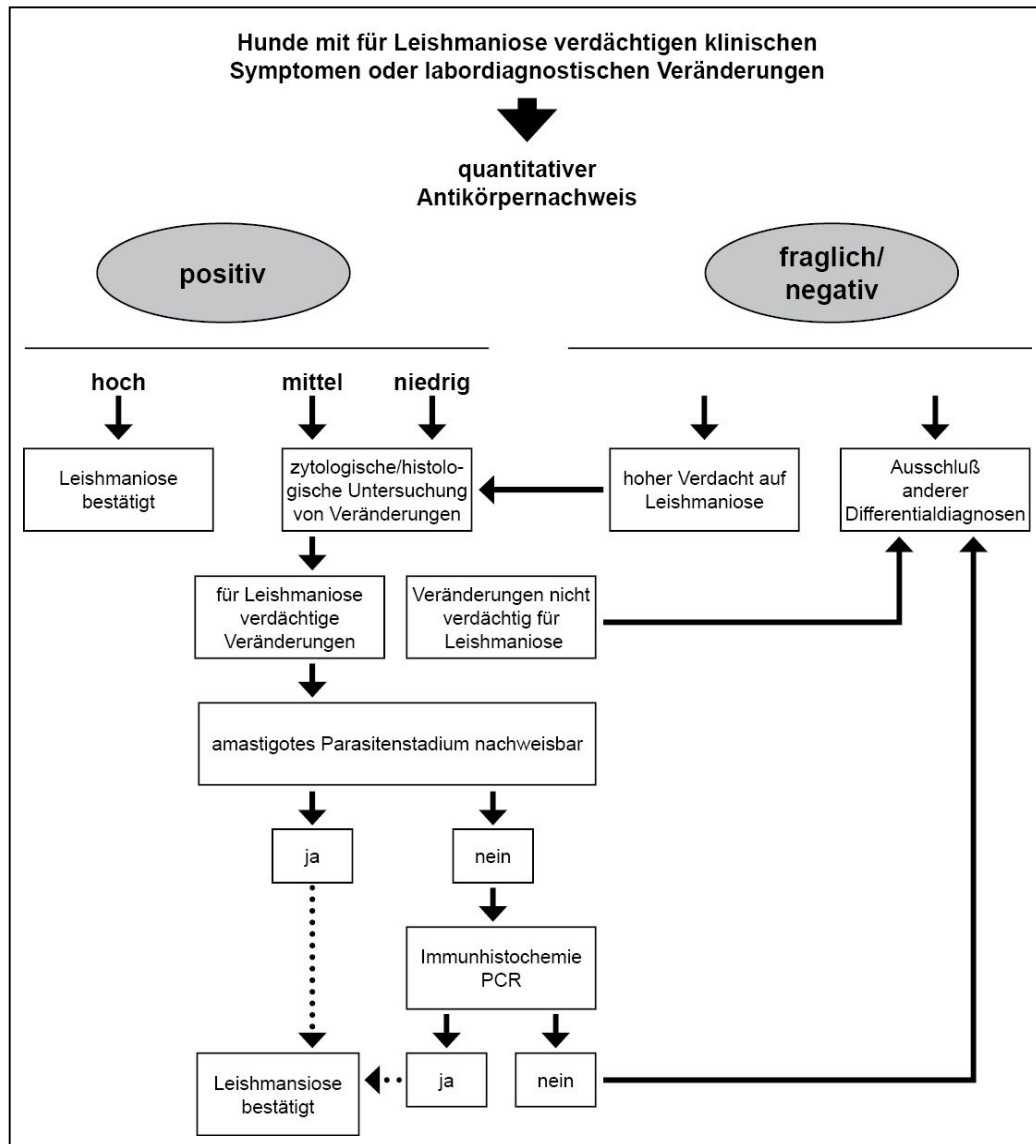 Hunde mit für Leishmaniose verdächtigen klinischen
Symptomen oder labordiagnostischen Veränderungen
quantitativer
Antikörpernachweis
positiv
fraglich/
negativ
hoch
mittel
niedrig
Leishmaniose
bestätigt
zytologische/histolo-
gische Untersuchung
von Veränderungen
hoher Verdacht auf
Leishmaniose
Ausschluß
anderer
Differentialdiagnosen
für Leishmaniose
verdächtige
Veränderungen
Veränderungen nicht
verdächtig für
Leishmaniose
amastigotes Parasitenstadium nachweisbar
ja
nein
Immunhistochemie
PCR
Leishmansiose
bestätigt
ja
nein